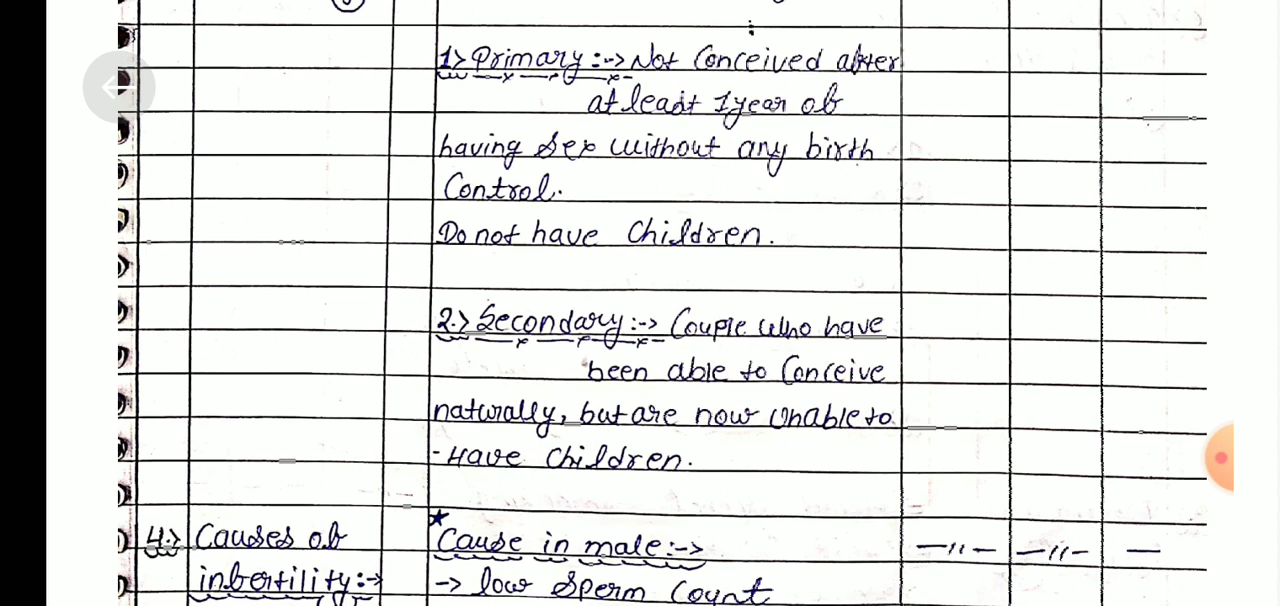 1> Primary :-> Not Conceived after
at least 1 year of
having Sex without any birth
Control.
Do not have Children.
2.> Secondary :-> Couple who have
been able to Conceive
naturally, but are now Unable to
- Have Children.
4.> Causes of
infertility :->
* Cause in male :->
-> low Sperm Count